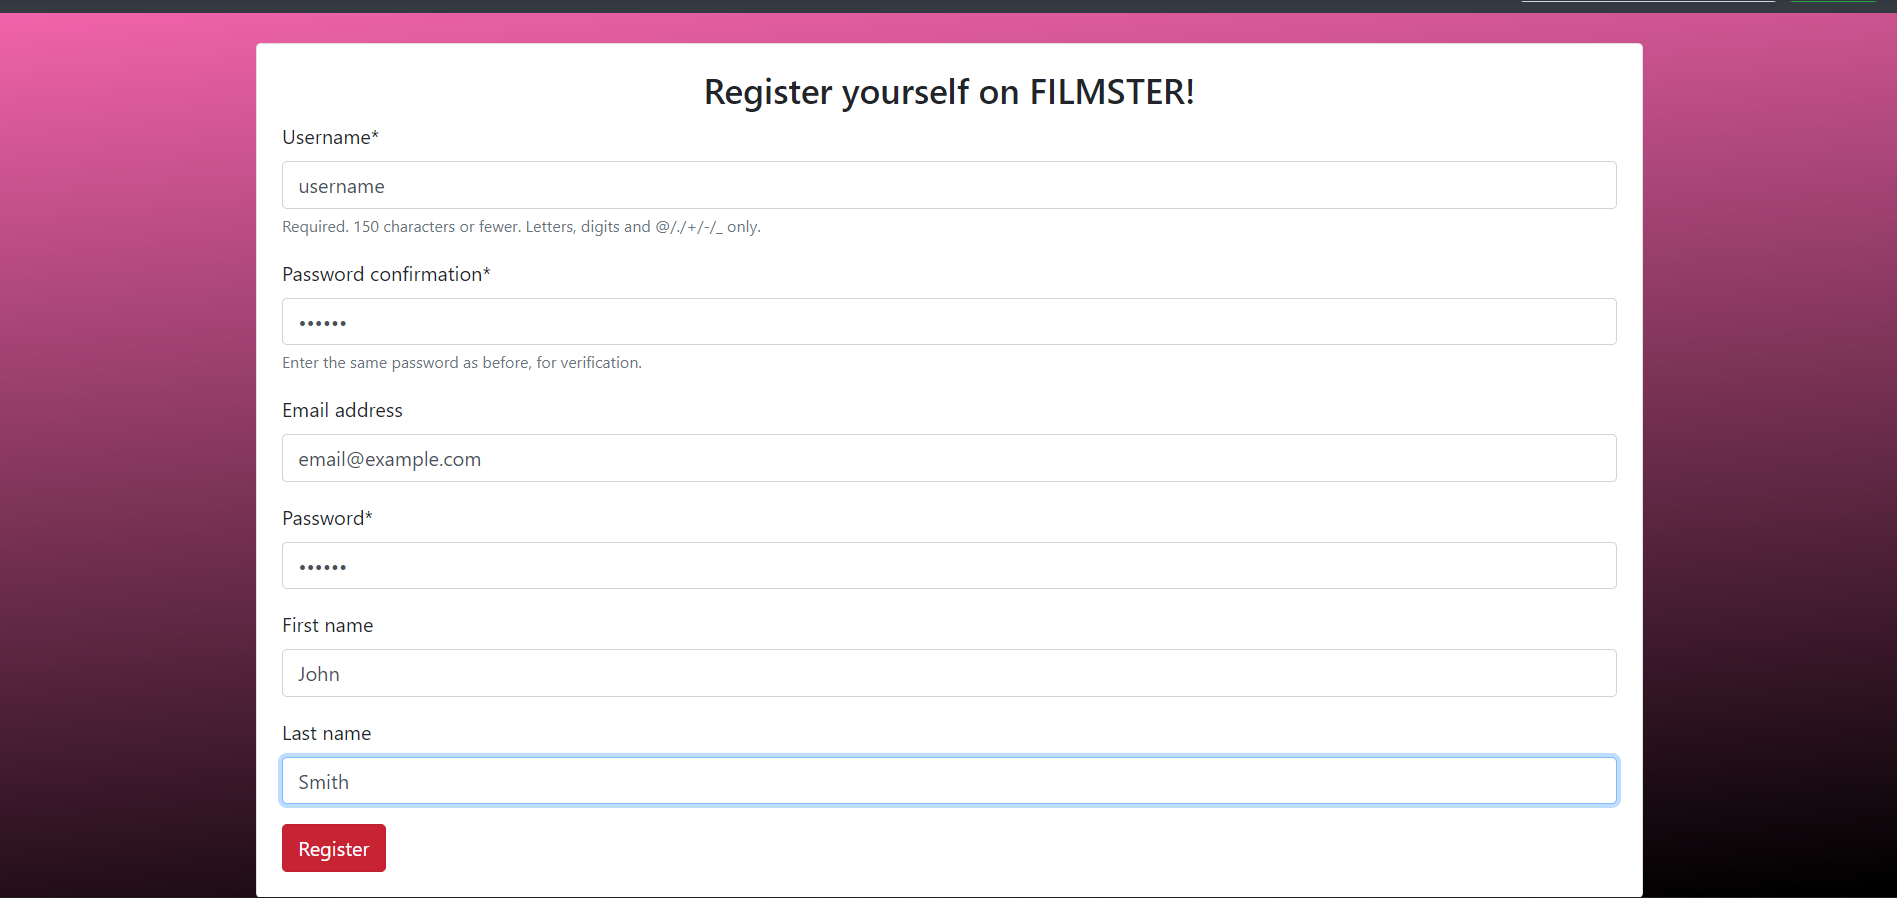 Register yourself on FILMSTER!
Username*
username
Required. 150 characters or fewer. Letters, digits and @/./+/-/_ only.
Password confirmation*
••••••
Enter the same password as before, for verification.
Email address
email@example.com
Password*
••••••
First name
John
Last name
Smith
Register